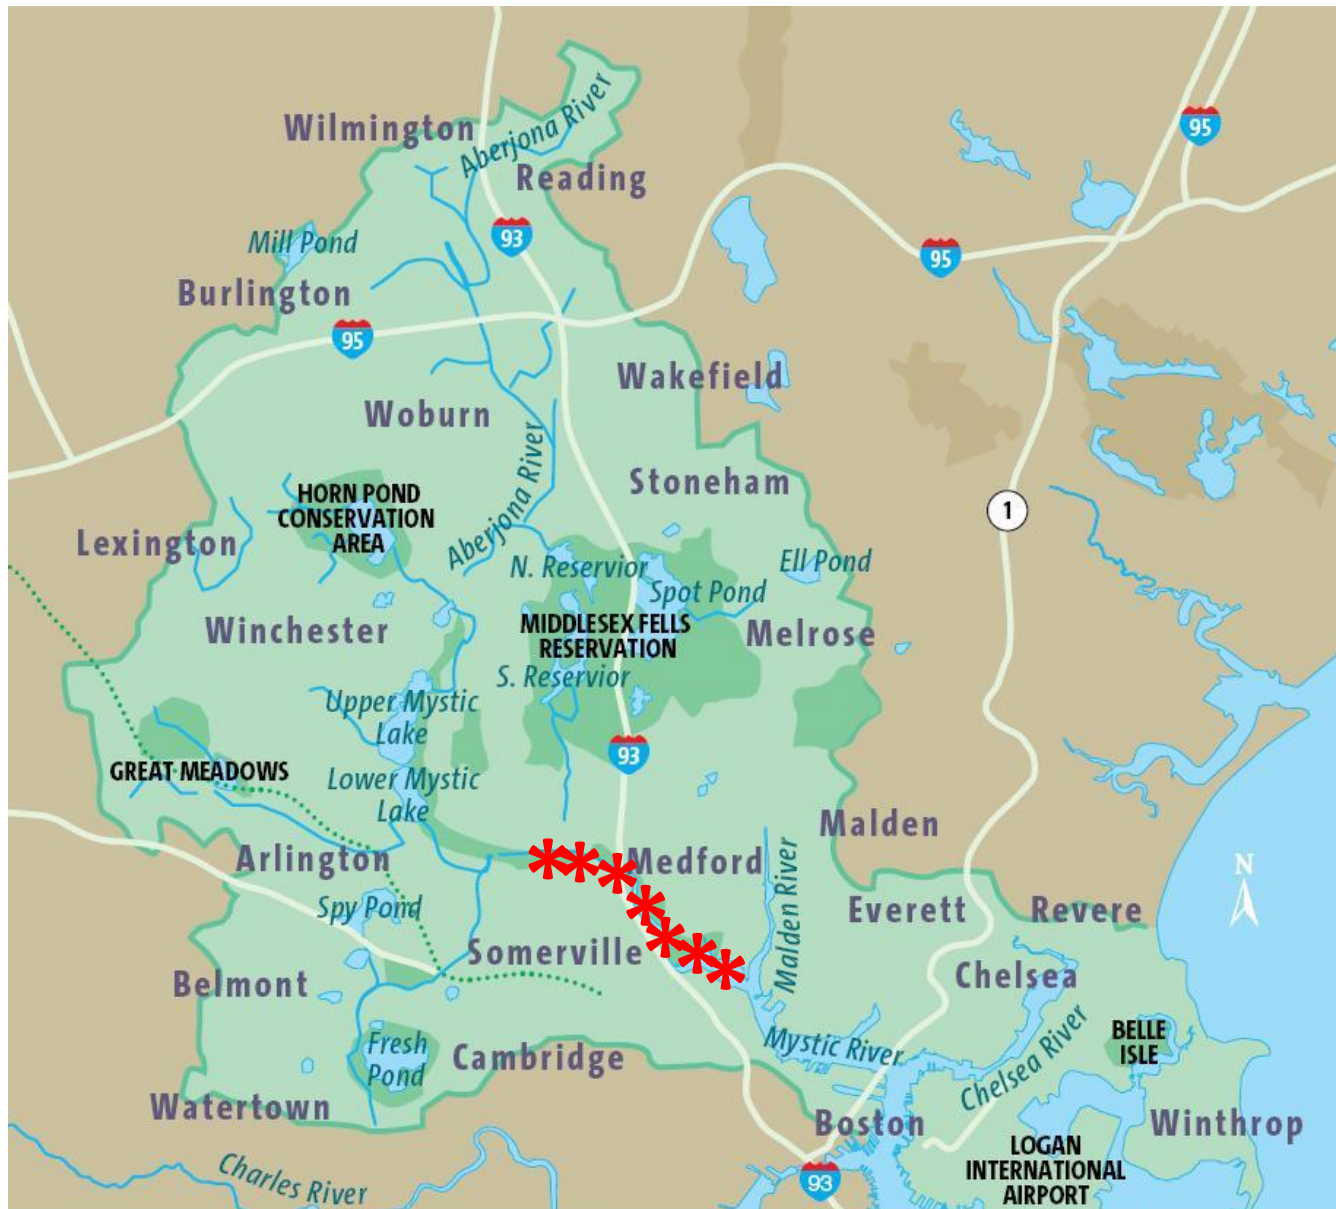 Wilmington
Aberjona River
Reading
95
Mill Pond
93
95
Burlington
95
Wakefield
Woburn
Aberjona River
Stoneham
HORN POND
CONSERVATION
AREA
1
Lexington
N. Reservior
Ell Pond
Spot Pond
Winchester
MIDDLESEX FELLS
RESERVATION
Melrose
S. Reservior
Upper Mystic
Lake
93
GREAT MEADOWS
Lower Mystic
Lake
Malden
Arlington
Medford
Malden River
N
Spy Pond
Everett
Revere
Somerville
Belmont
Chelsea
Mystic River
Chelsea River
BELLE
ISLE
Fresh
Pond
Cambridge
Watertown
Boston
Winthrop
LOGAN
INTERNATIONAL
AIRPORT
Charles River
93